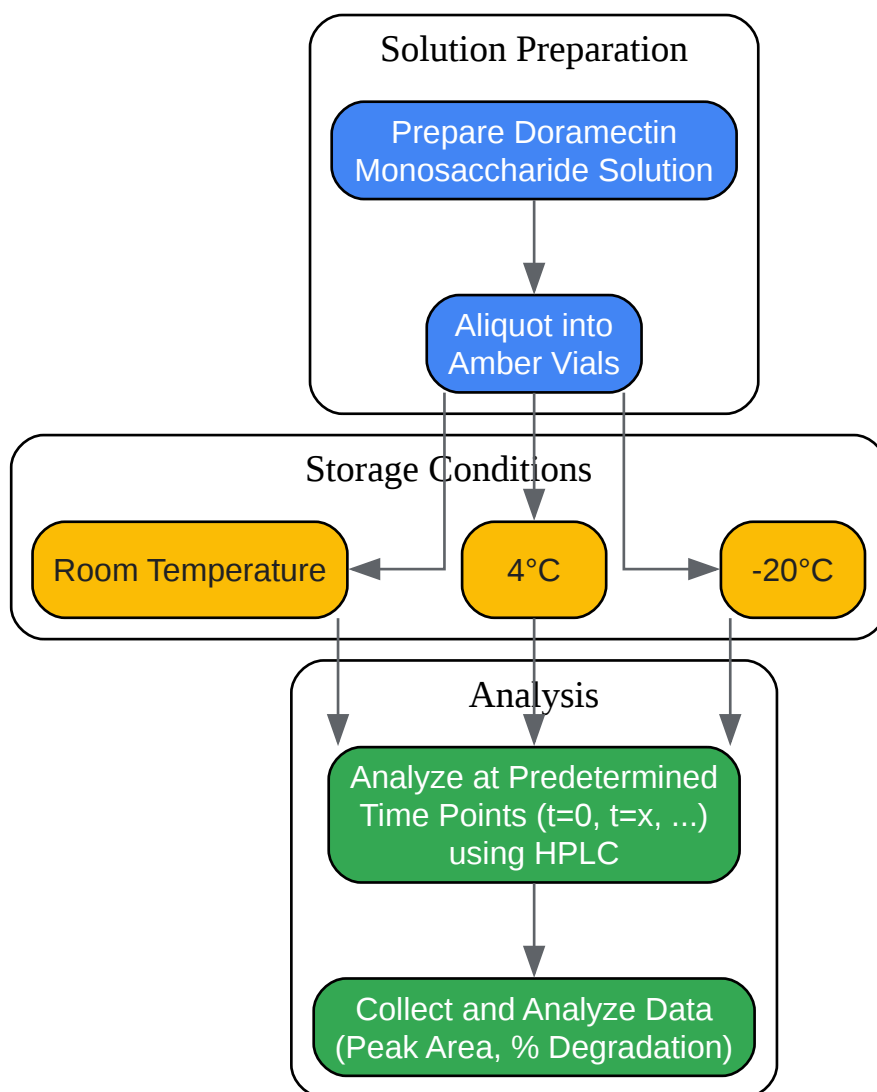 Solution Preparation
Prepare Doramectin
Monosaccharide Solution
Aliquot into
Amber Vials
Storage Conditions
Room Temperature
4°C
-20°C
Analysis
Analyze at Predetermined
Time Points (t=0, t=x, ...)
using HPLC
Collect and Analyze Data
(Peak Area, % Degradation)